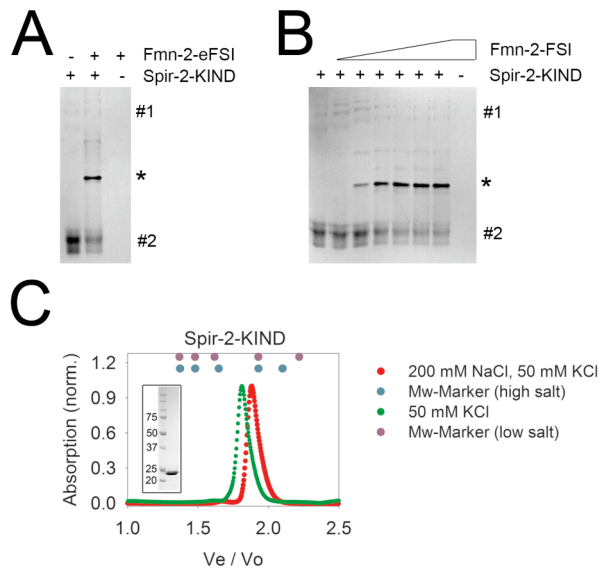 A
- + + Fmn-2-eFSI
+ + - Spir-2-KIND
#1
*
#2
B
Fmn-2-FSI
+ + + + + + + - Spir-2-KIND
#1
*
#2
C
Spir-2-KIND
Absorption (norm.)
1.2
0.9
0.6
0.3
0.0
75
50
37
25
20
1.0 1.5 2.0 2.5
Ve / Vo
200 mM NaCl, 50 mM KCl
Mw-Marker (high salt)
50 mM KCl
Mw-Marker (low salt)